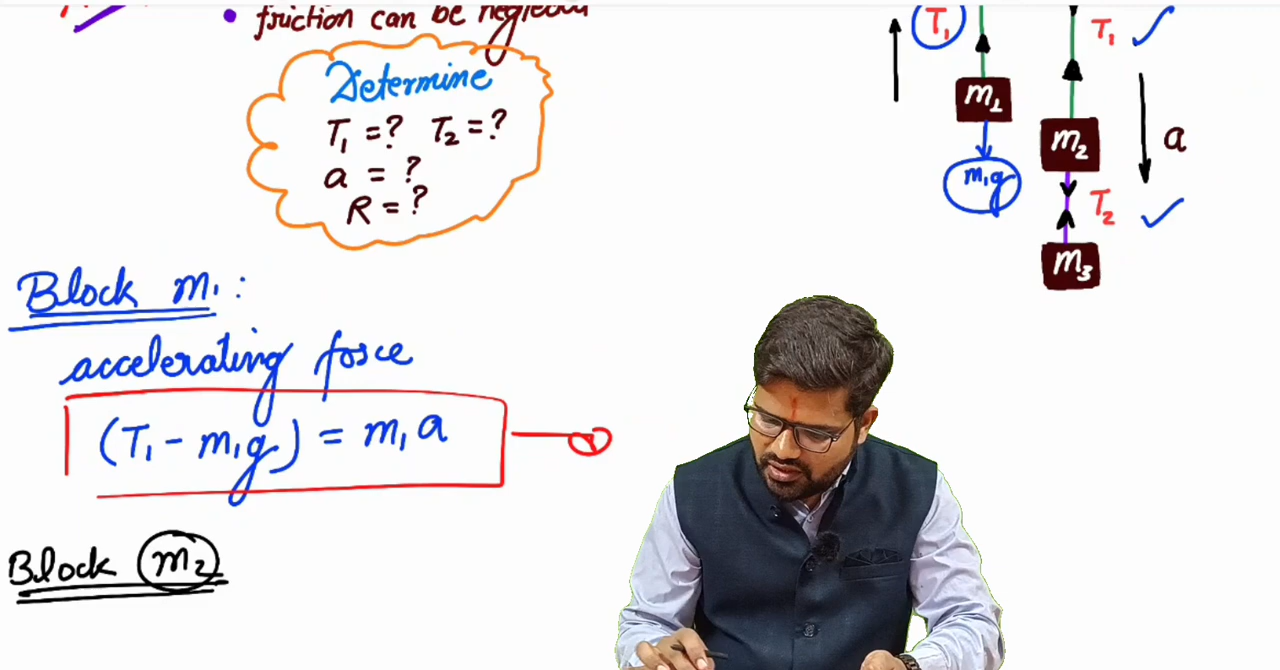 • friction can be neglected
Determine
T₁ = ? T₂ = ?
a = ?
R = ?
T₁
T₁
m₁
m₂
a
m₁g
T₂
m₃
Block m₁ :
accelerating force
(T₁ - m₁g) = m₁a
①
Block m₂